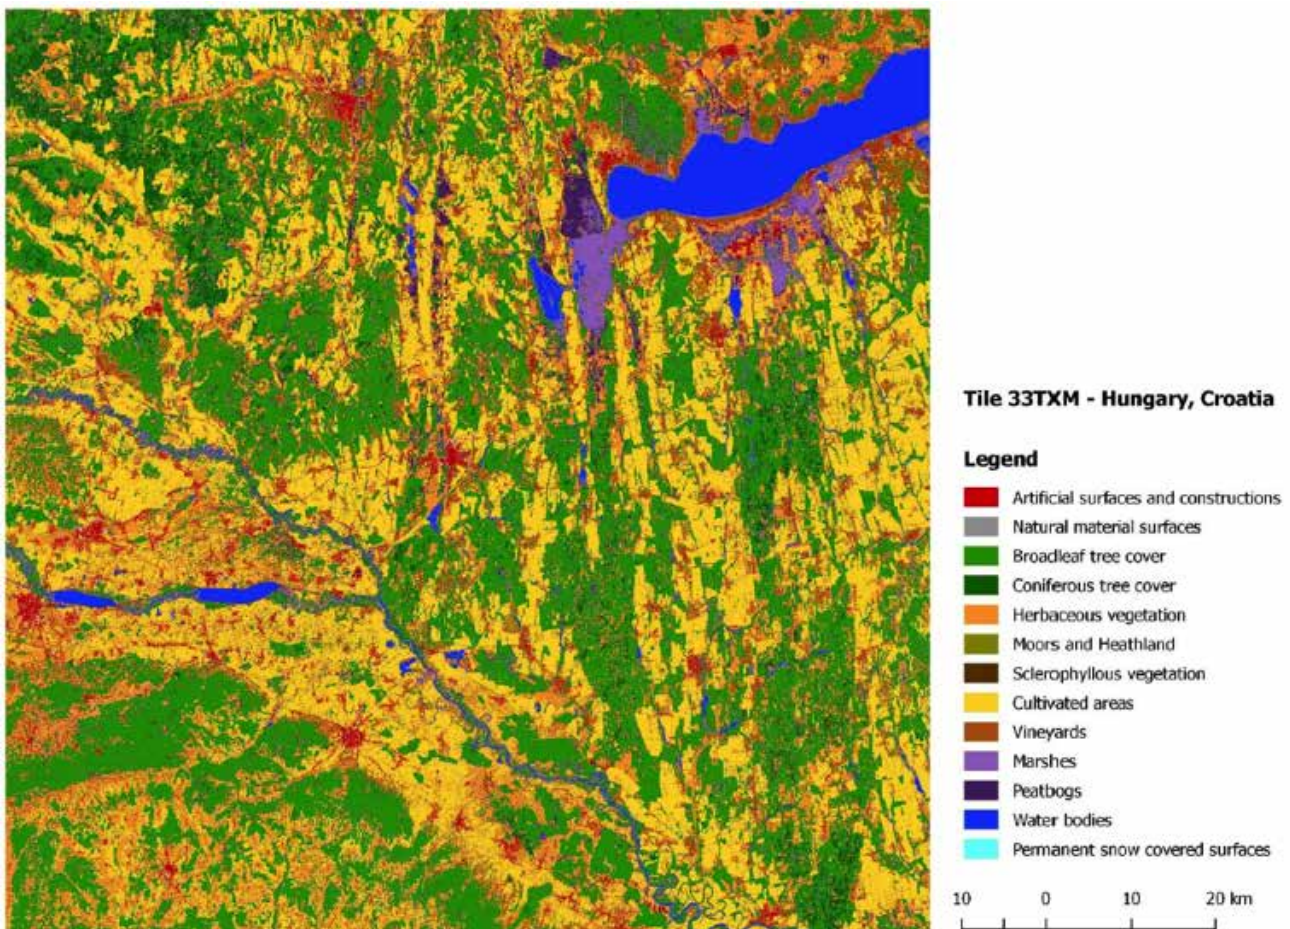 Tile 33TXM - Hungary, Croatia
Legend
Artificial surfaces and constructions
Natural material surfaces
Broadleaf tree cover
Coniferous tree cover
Herbaceous vegetation
Moors and Heathland
Sclerophyllous vegetation
Cultivated areas
Vineyards
Marshes
Peatbogs
Water bodies
Permanent snow covered surfaces
10 0 10 20 km